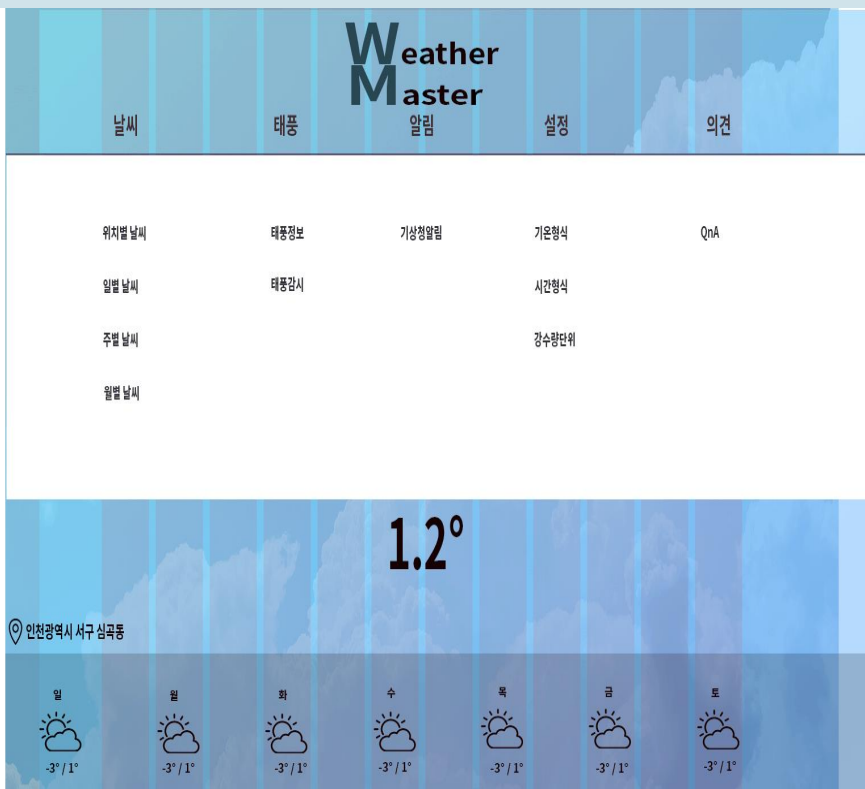 Weather
Master
날씨 태풍 알림 설정 의견
위치별 날씨 태풍정보 기상청알림 기온형식 QnA
일별 날씨 태풍감시 시간형식
주별 날씨 강수량단위
월별 날씨
1.2°
인천광역시 서구 심곡동
일 월 화 수 목 금 토
-3° / 1° -3° / 1° -3° / 1° -3° / 1° -3° / 1° -3° / 1° -3° / 1°